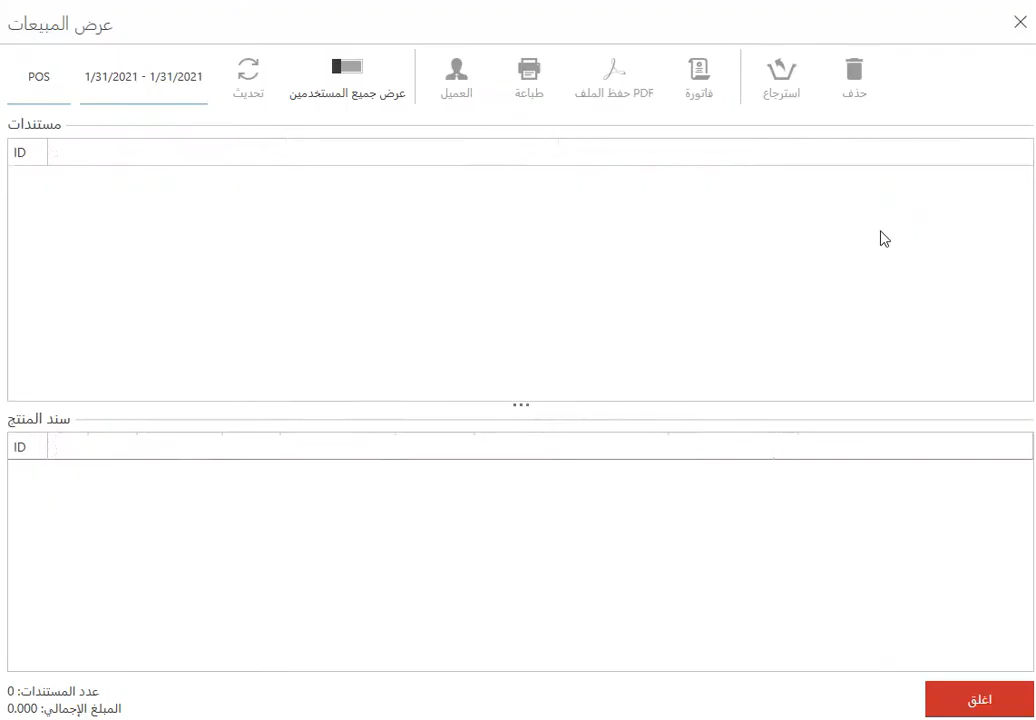 عرض المبيعات
POS
1/31/2021 - 1/31/2021
تحديث
عرض جميع المستخدمين
العميل
طباعة
PDF حفظ الملف
فاتورة
استرجاع
حذف
مستندات
ID
سند المنتج
ID
عدد المستندات: 0
المبلغ الإجمالي: 0.000
اغلق